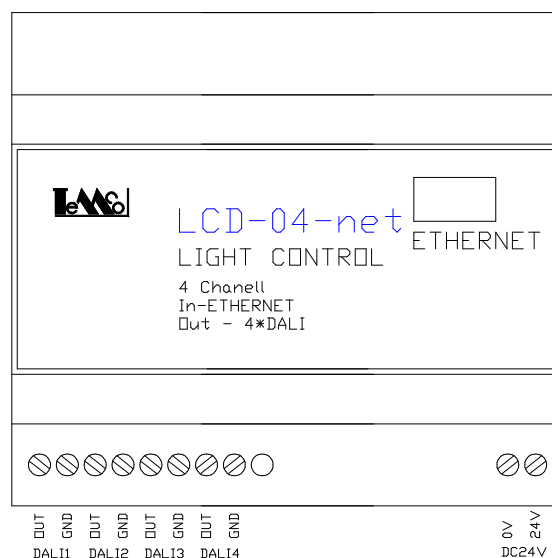 LCD-04-net
ETHERNET
LIGHT CONTROL
4 Chanell
In-ETHERNET
Out - 4*DALI
OUT GND OUT GND OUT GND OUT GND 0V 24V
DALI1 DALI2 DALI3 DALI4 DC24V